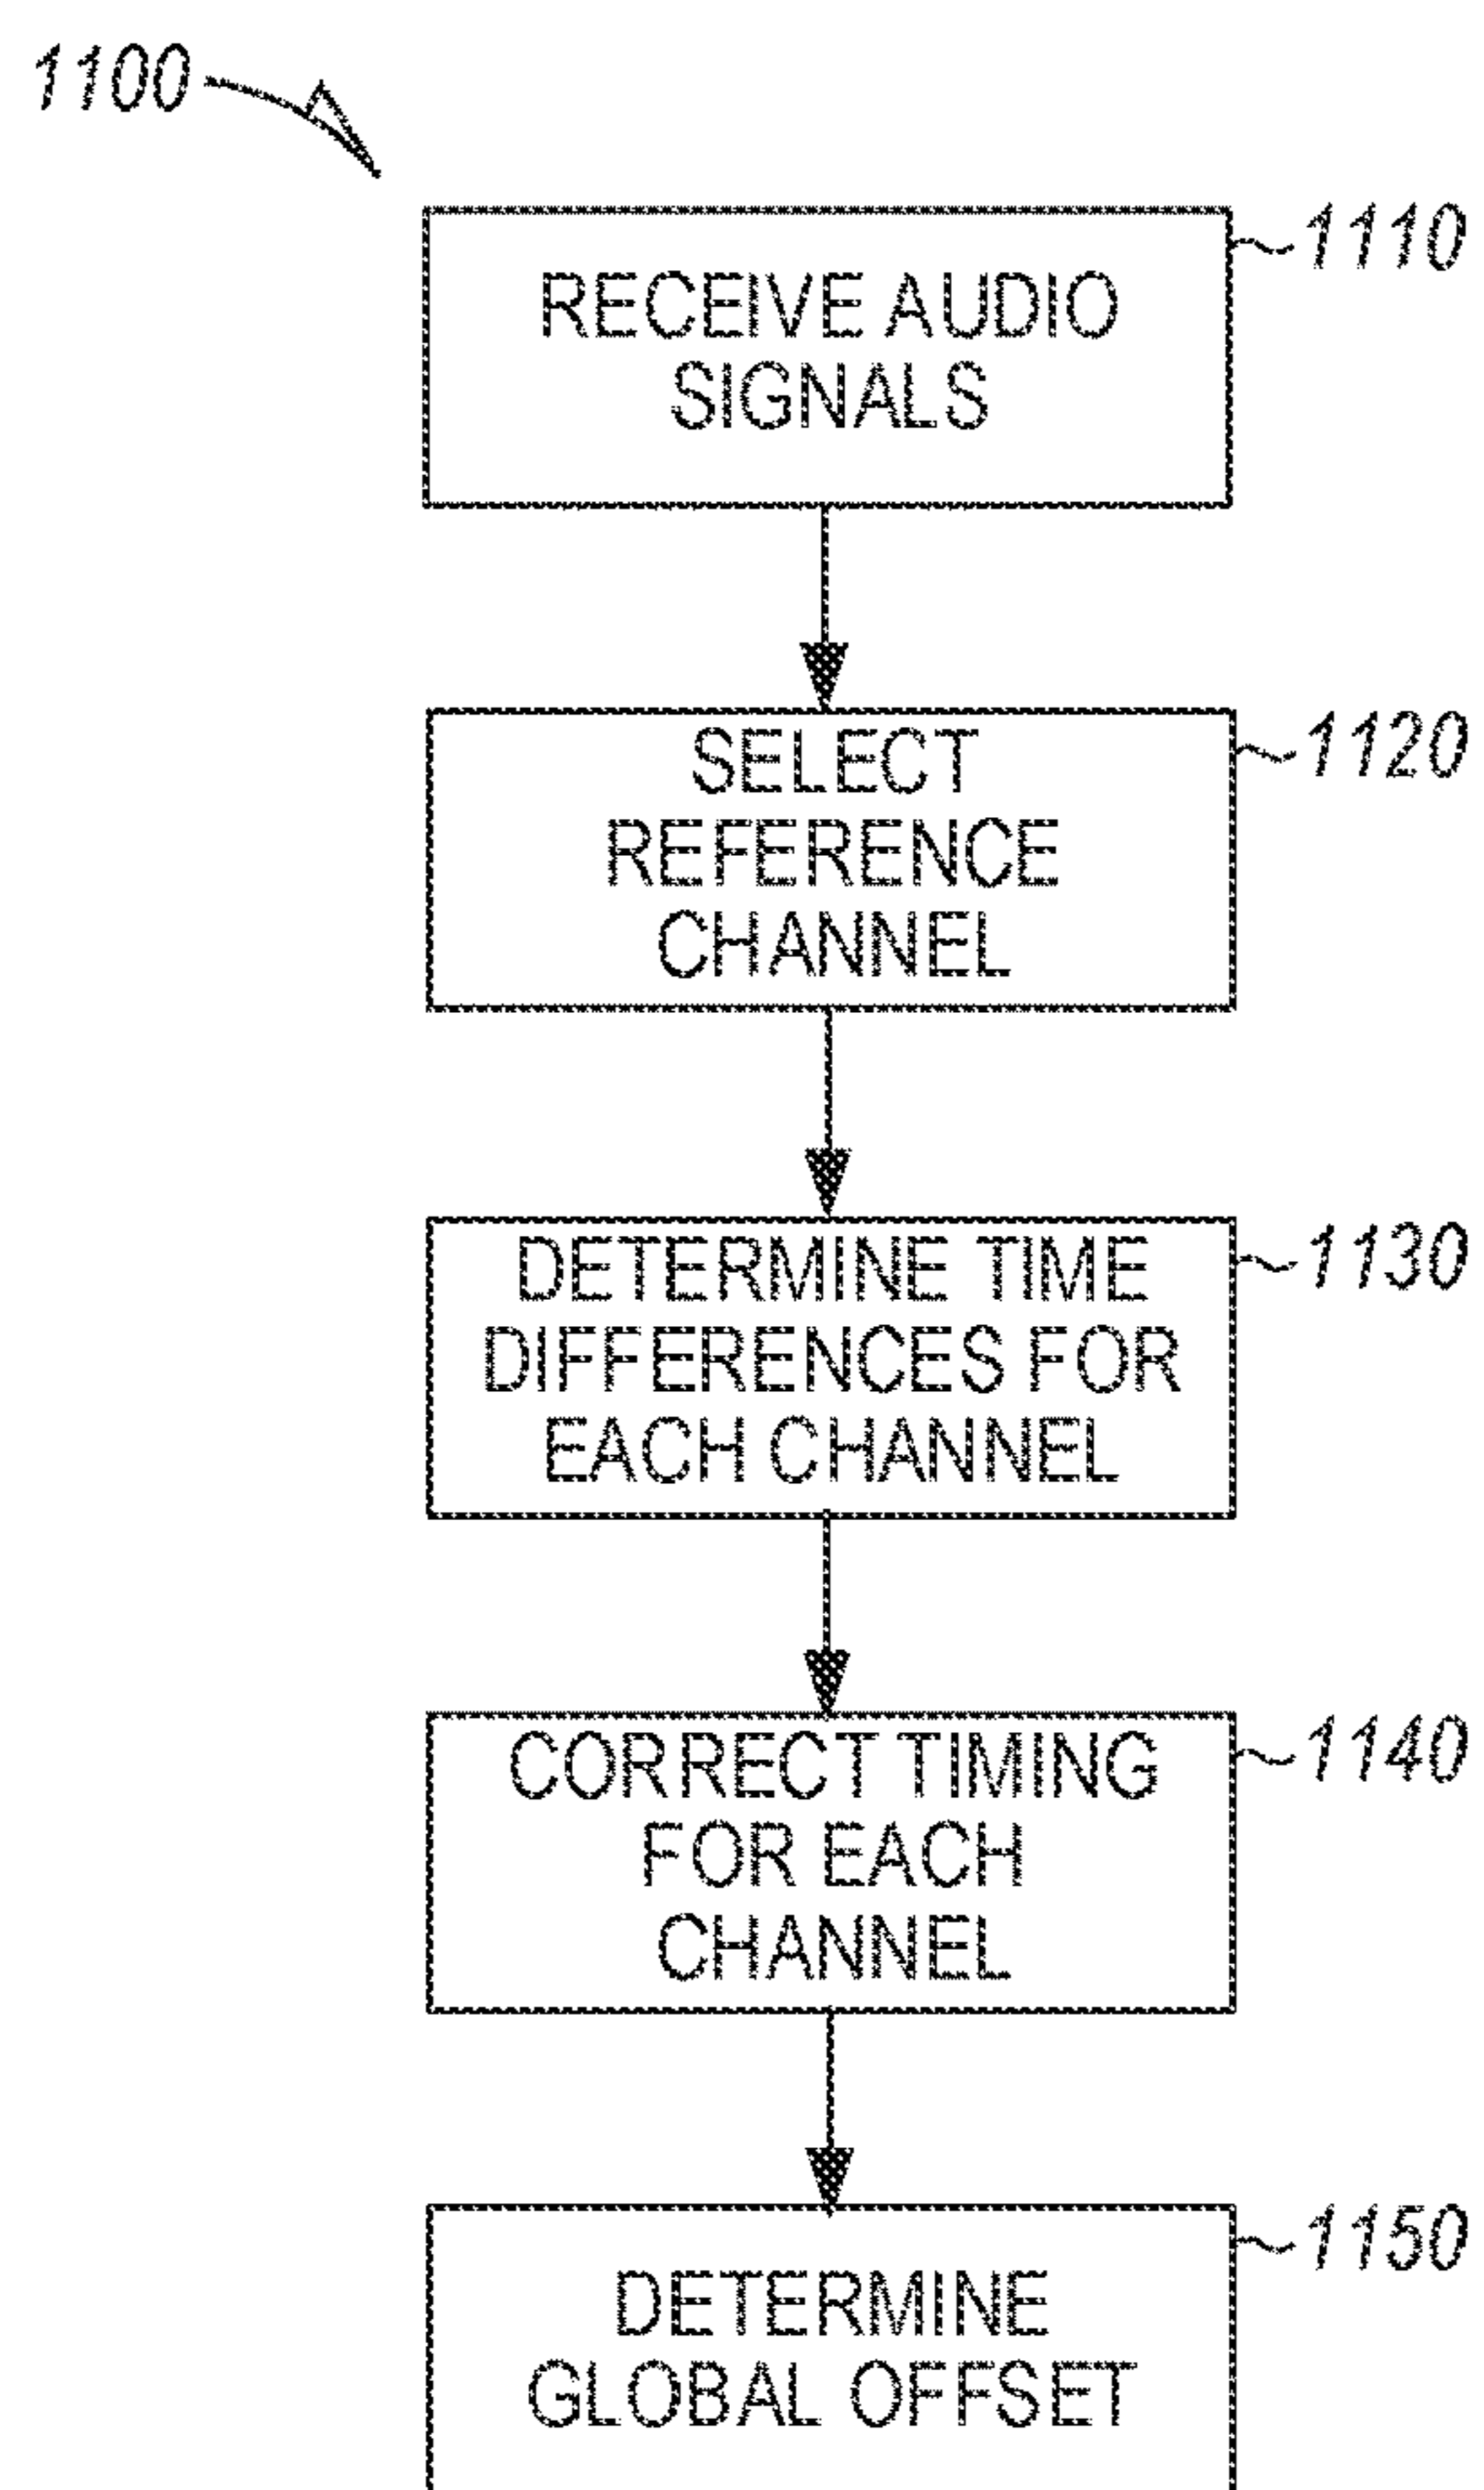 1100
RECEIVE AUDIO
SIGNALS
1110
SELECT
REFERENCE
CHANNEL
1120
DETERMINE TIME
DIFFERENCES FOR
EACH CHANNEL
1130
CORRECT TIMING
FOR EACH
CHANNEL
1140
DETERMINE
GLOBAL OFFSET
1150